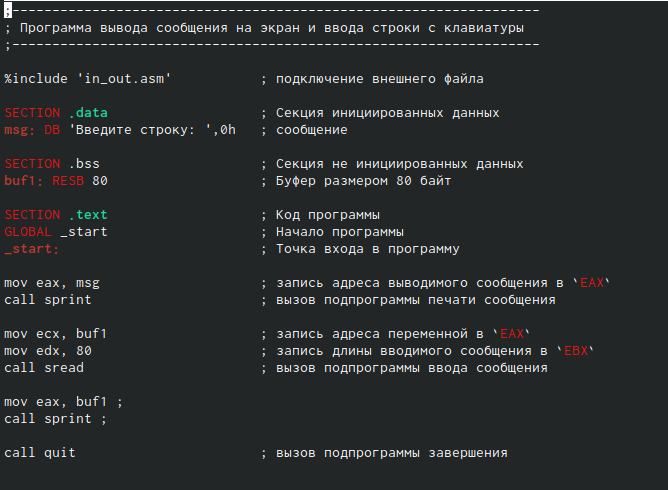 ;------------------------------------------------------------------
; Программа вывода сообщения на экран и ввода строки с клавиатуры
;------------------------------------------------------------------
%include 'in_out.asm' ; подключение внешнего файла
SECTION .data ; Секция инициированных данных
msg: DB 'Введите строку: ',0h ; сообщение
SECTION .bss ; Секция не инициированных данных
buf1: RESB 80 ; Буфер размером 80 байт
SECTION .text ; Код программы
GLOBAL _start ; Начало программы
_start: ; Точка входа в программу
mov eax, msg ; запись адреса выводимого сообщения в `EAX`
call sprint ; вызов подпрограммы печати сообщения
mov ecx, buf1 ; запись адреса переменной в `EAX`
mov edx, 80 ; запись длины вводимого сообщения в `EBX`
call sread ; вызов подпрограммы ввода сообщения
mov eax, buf1 ;
call sprint ;
call quit ; вызов подпрограммы завершения